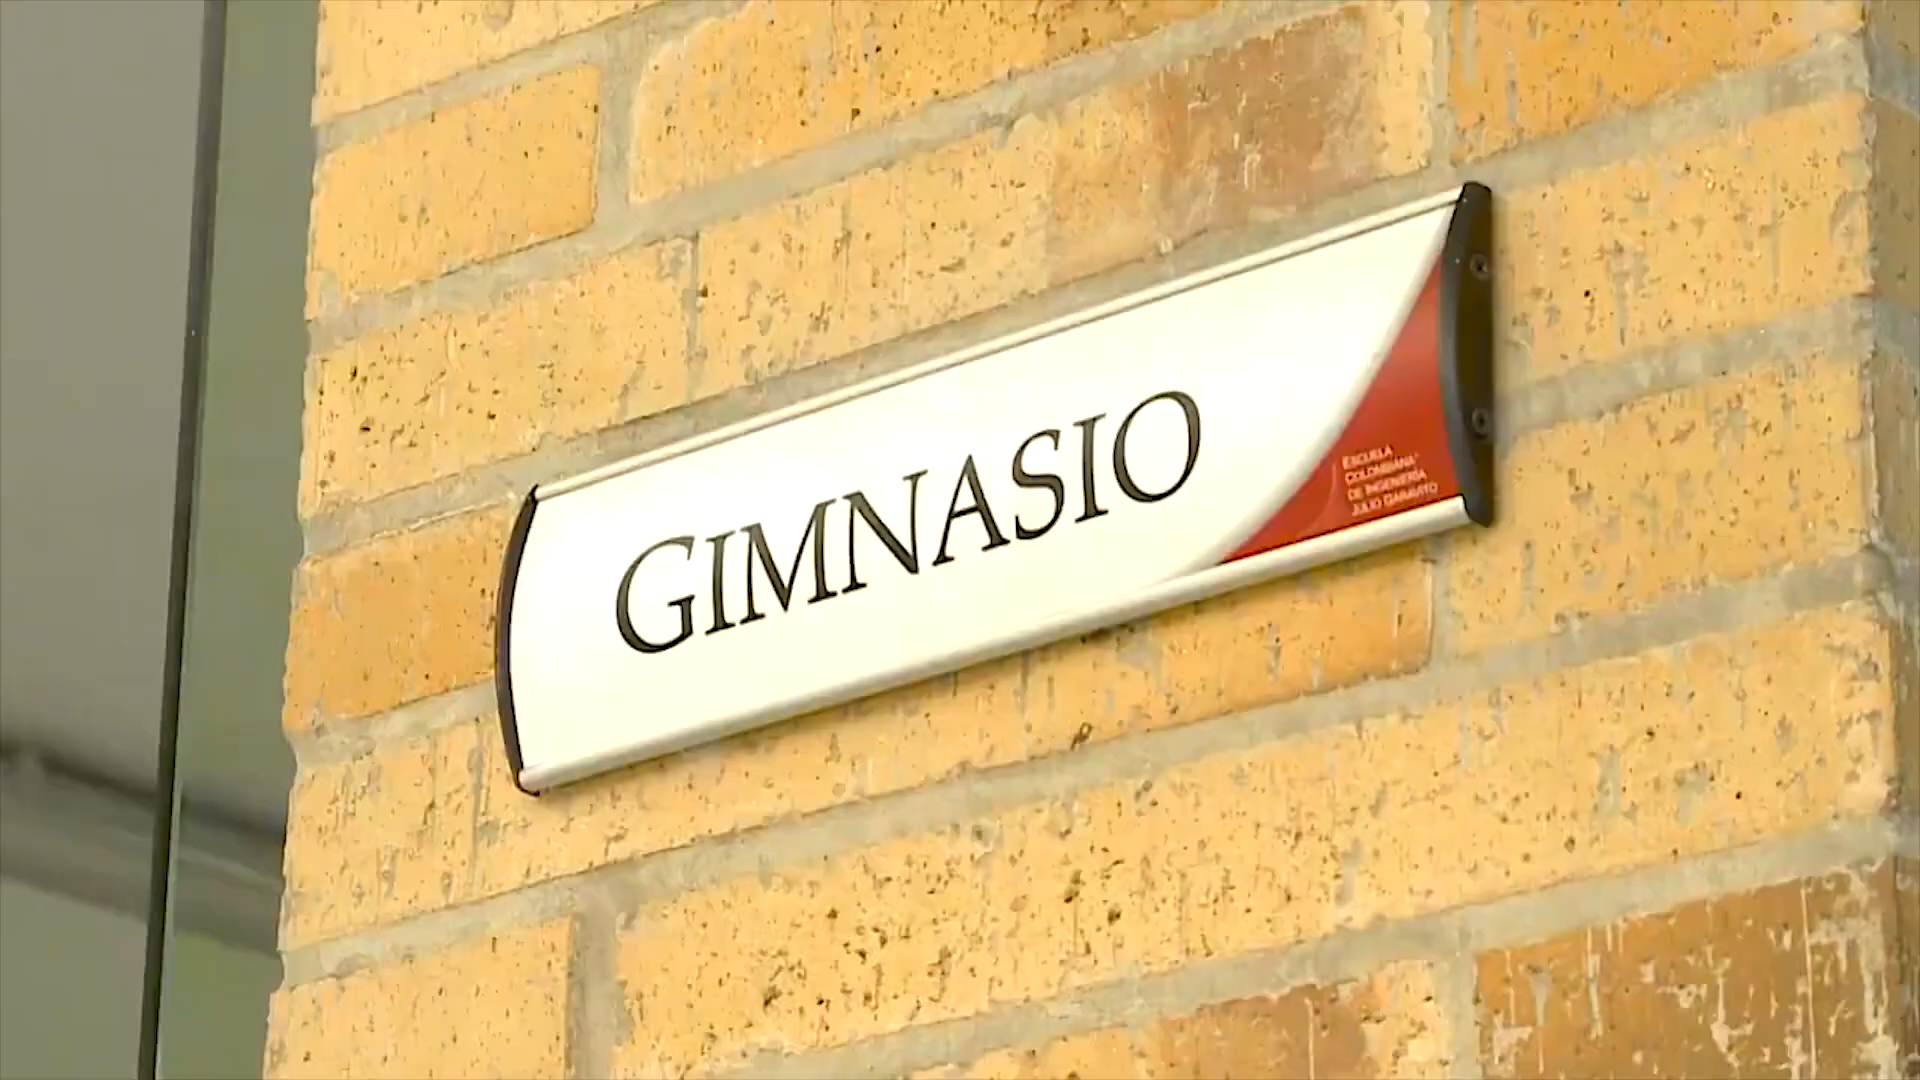 GIMNASIO
ESCUELA
COLOMBIANA
DE INGENIERÍA
JULIO GARAVITO